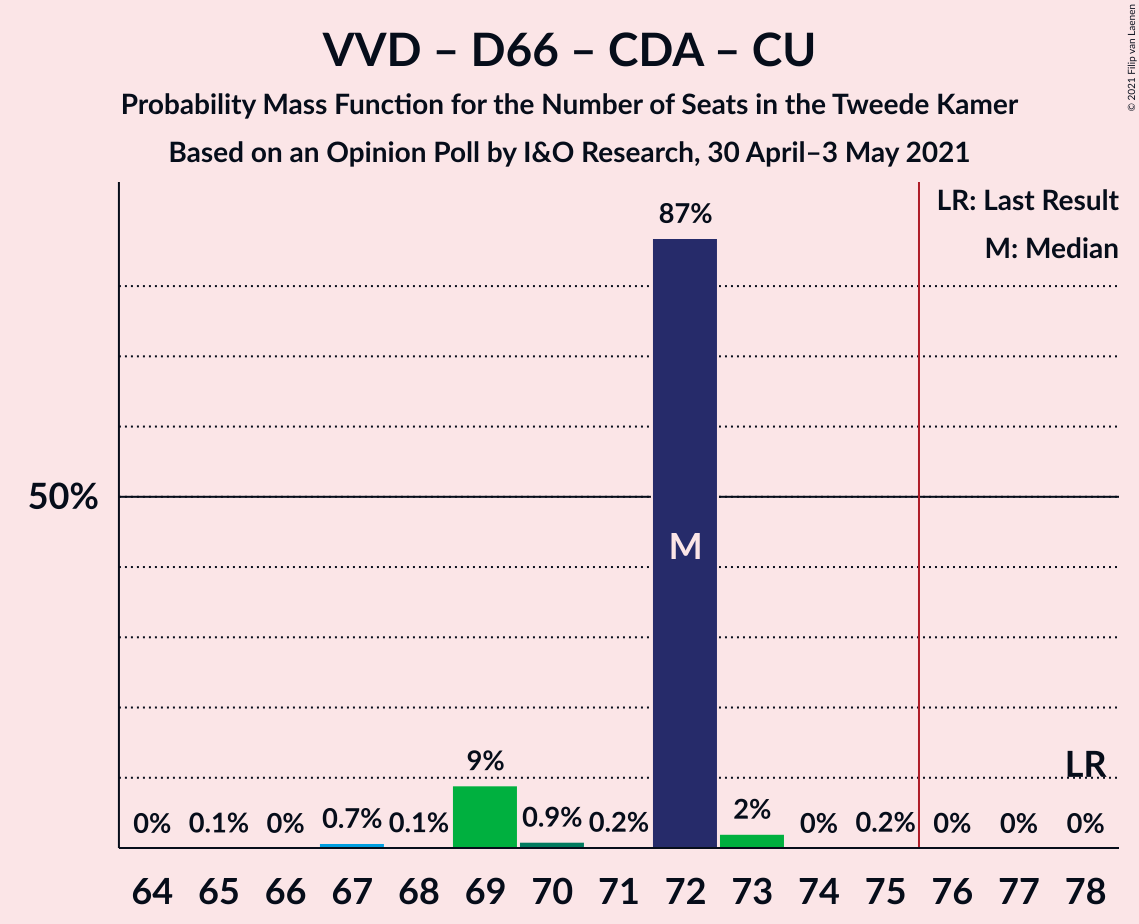 VVD – D66 – CDA – CU
Probability Mass Function for the Number of Seats in the Tweede Kamer
Based on an Opinion Poll by I&O Research, 30 April–3 May 2021
© 2021 Filip van Laenen
LR: Last Result
M: Median
87%
50%
M
LR
9%
0% 0.1% 0% 0.7% 0.1% 0.9% 0.2% 2% 0% 0.2% 0% 0% 0%
64 65 66 67 68 69 70 71 72 73 74 75 76 77 78